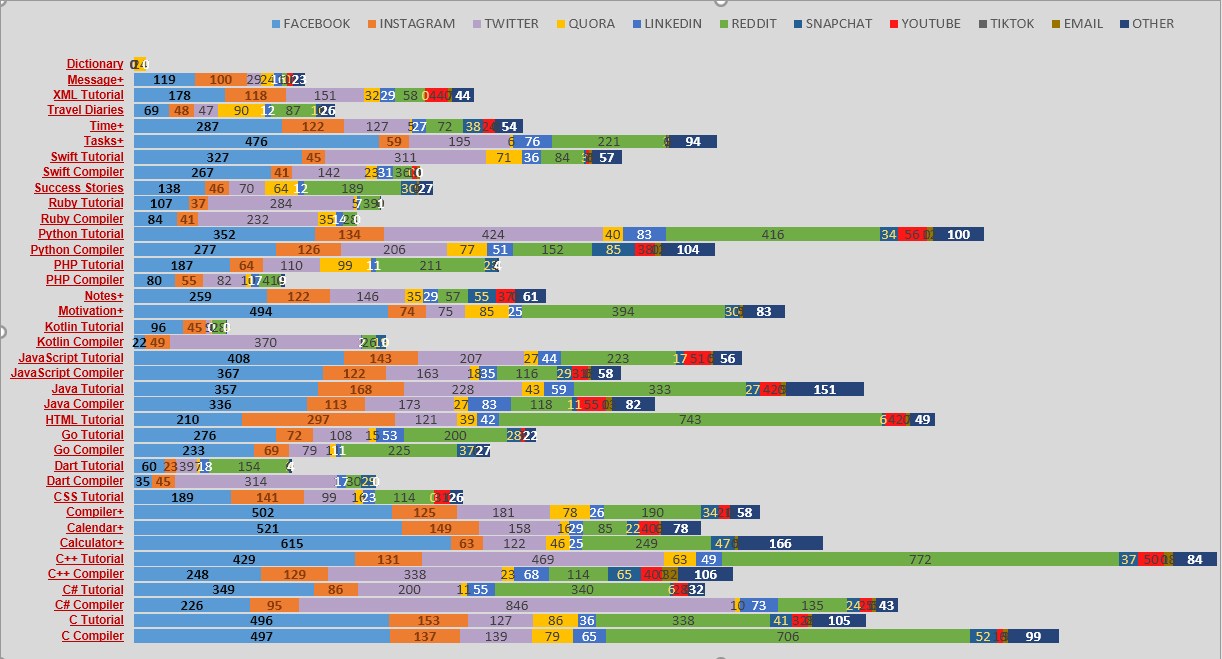 FACEBOOK INSTAGRAM TWITTER QUORA LINKEDIN REDDIT SNAPCHAT YOUTUBE TIKTOK EMAIL OTHER
Dictionary
Message+ 119 100 29 24 23
XML Tutorial 178 118 151 32 29 58 44
Travel Diaries 69 48 47 90 12 87 26
Time+ 287 122 127 5 27 72 38 54
Tasks+ 476 59 195 6 76 221 94
Swift Tutorial 327 45 311 71 36 84 57
Swift Compiler 267 41 142 23 31 36
Success Stories 138 46 70 64 12 189 30 27
Ruby Tutorial 107 37 284 5 7 39 1
Ruby Compiler 84 41 232 35
Python Tutorial 352 134 424 40 83 416 34 56 100
Python Compiler 277 126 206 77 51 152 85 38 104
PHP Tutorial 187 64 110 99 11 211 4
PHP Compiler 80 55 82 17 41 9
Notes+ 259 122 146 35 29 57 55 37 61
Motivation+ 494 74 75 85 25 394 30 83
Kotlin Tutorial 96 45
Kotlin Compiler 22 49 370
JavaScript Tutorial 408 143 207 27 44 223 17 51 56
JavaScript Compiler 367 122 163 18 35 116 29 58
Java Tutorial 357 168 228 43 59 333 27 42 151
Java Compiler 336 113 173 27 83 118 11 55 82
HTML Tutorial 210 297 121 39 42 743 6 42 49
Go Tutorial 276 72 108 15 53 200 28 22
Go Compiler 233 69 79 11 225 37 27
Dart Tutorial 60 23 39 18 154 4
Dart Compiler 35 45 314 17 30
CSS Tutorial 189 141 99 16 23 114 26
Compiler+ 502 125 181 78 26 190 34 58
Calendar+ 521 149 158 16 29 85 22 40 78
Calculator+ 615 63 122 46 25 249 47 166
C++ Tutorial 429 131 469 63 49 772 37 50 84
C++ Compiler 248 129 338 23 68 114 65 40 32 106
C# Tutorial 349 86 200 11 55 340 6 32
C# Compiler 226 95 846 10 73 135 24 43
C Tutorial 496 153 127 86 36 338 41 32 105
C Compiler 497 137 139 79 65 706 52 99